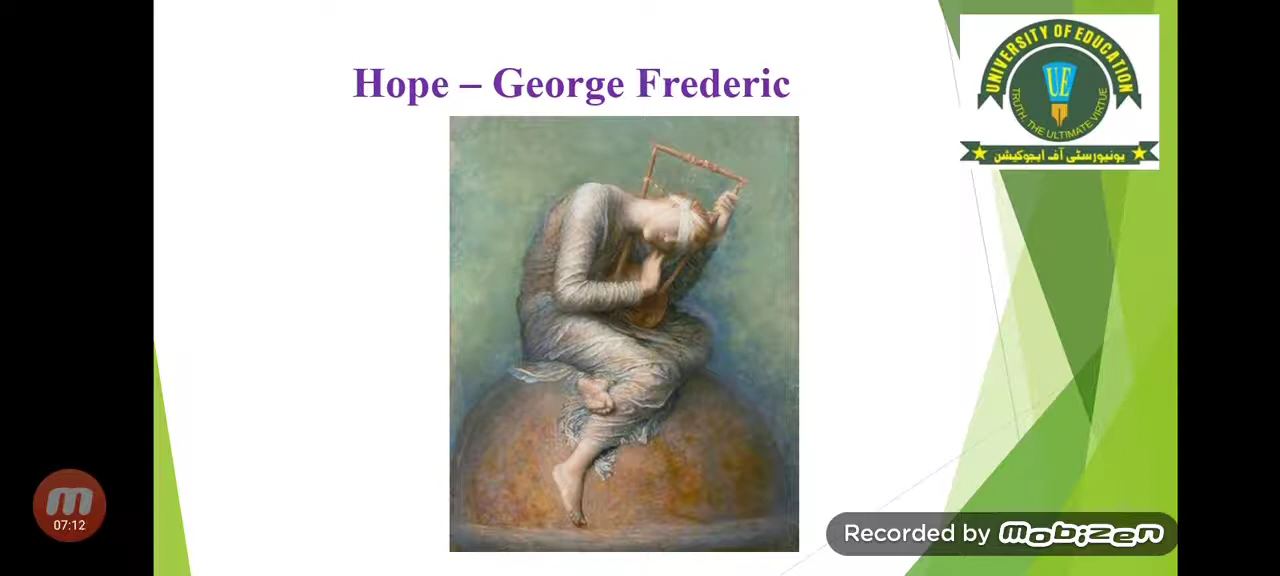 Hope – George Frederic
UNIVERSITY OF EDUCATION
UE
TRUTH, THE ULTIMATE VIRTUE
یونیورسٹی آف ایجوکیشن
07:12
Recorded by mobizen